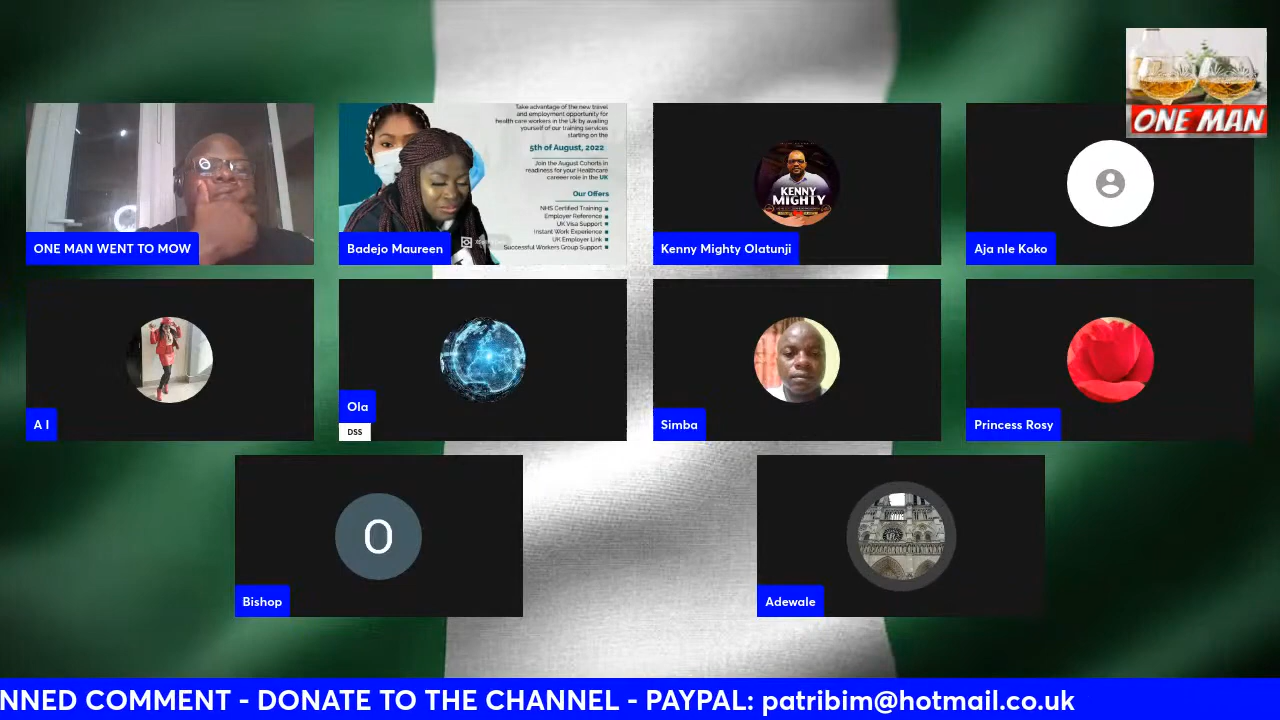 ONE MAN
ONE MAN WENT TO MOW
Take advantage of the new travel
and employment opportunity for
health care workers in the Uk by availing
yourself of our training services
starting on the
5th of August, 2022
Join the August Cohorts in
readiness for your Healthcare
careeer role in the UK
Our Offers
NHS Certified Training
Employer Reference
UK Visa Support
Instant Work Experience
UK Employer Link
Successful Workers Group Support
Badejo Maureen
KENNY
MIGHTY
Kenny Mighty Olatunji
Aja nle Koko
A I
Ola
DSS
Simba
Princess Rosy
O
Bishop
Adewale
NNED COMMENT - DONATE TO THE CHANNEL - PAYPAL: patribim@hotmail.co.uk